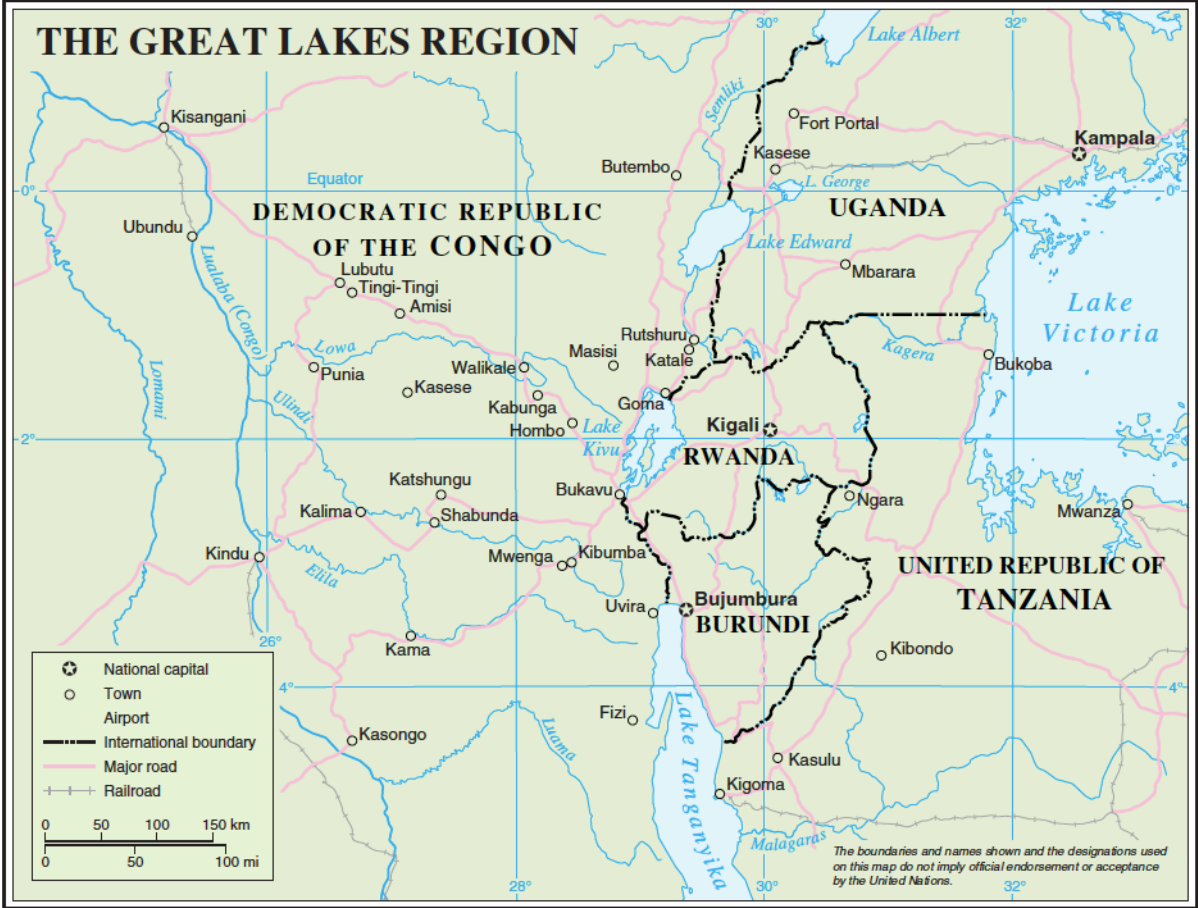 THE GREAT LAKES REGION
30°
32°
Lake Albert
Semliki
Kisangani
Fort Portal
Kampala
Kasese
Butembo
L. George
0°
Equator
0°
DEMOCRATIC REPUBLIC
OF THE CONGO
UGANDA
Ubundu
Lualaba (Congo)
Lake Edward
Lubutu
Tingi-Tingi
Amisi
Mbarara
Lake
Victoria
Lomami
Lowa
Punia
Rutshuru
Masisi
Katale
Walikale
Kagera
Bukoba
Kasese
Ulindi
Kabunga
Goma
Hombo
Lake
Kivu
Kigali
2°
RWANDA
2°
Katshungu
Bukavu
Ngara
Kalima
Shabunda
Mwanza
Kindu
Elila
Mwenga
Kibumba
UNITED REPUBLIC OF
TANZANIA
Uvira
Bujumbura
BURUNDI
26°
Kama
Kibondo
4°
4°
Fizi
Lake Tanganyika
Luama
Kasongo
Kasulu
Kigoma
Malagaras
National capital
Town
Airport
International boundary
Major road
Railroad
0 50 100 150 km
0 50 100 mi
The boundaries and names shown and the designations used
on this map do not imply official endorsement or acceptance
by the United Nations.
28°
30°
32°